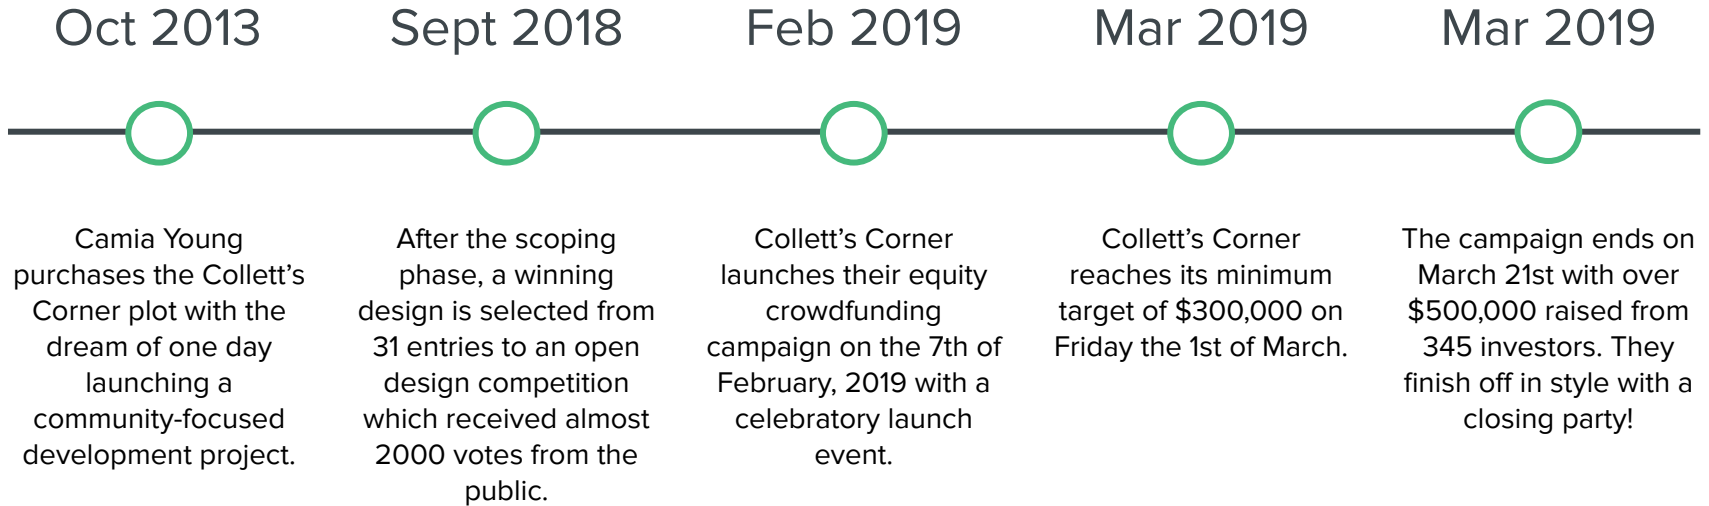 Oct 2013
Sept 2018
Feb 2019
Mar 2019
Mar 2019
Camia Young
purchases the Collett’s
Corner plot with the
dream of one day
launching a
community-focused
development project.
After the scoping
phase, a winning
design is selected from
31 entries to an open
design competition
which received almost
2000 votes from the
public.
Collett’s Corner
launches their equity
crowdfunding
campaign on the 7th of
February, 2019 with a
celebratory launch
event.
Collett’s Corner
reaches its minimum
target of $300,000 on
Friday the 1st of March.
The campaign ends on
March 21st with over
$500,000 raised from
345 investors. They
finish off in style with a
closing party!